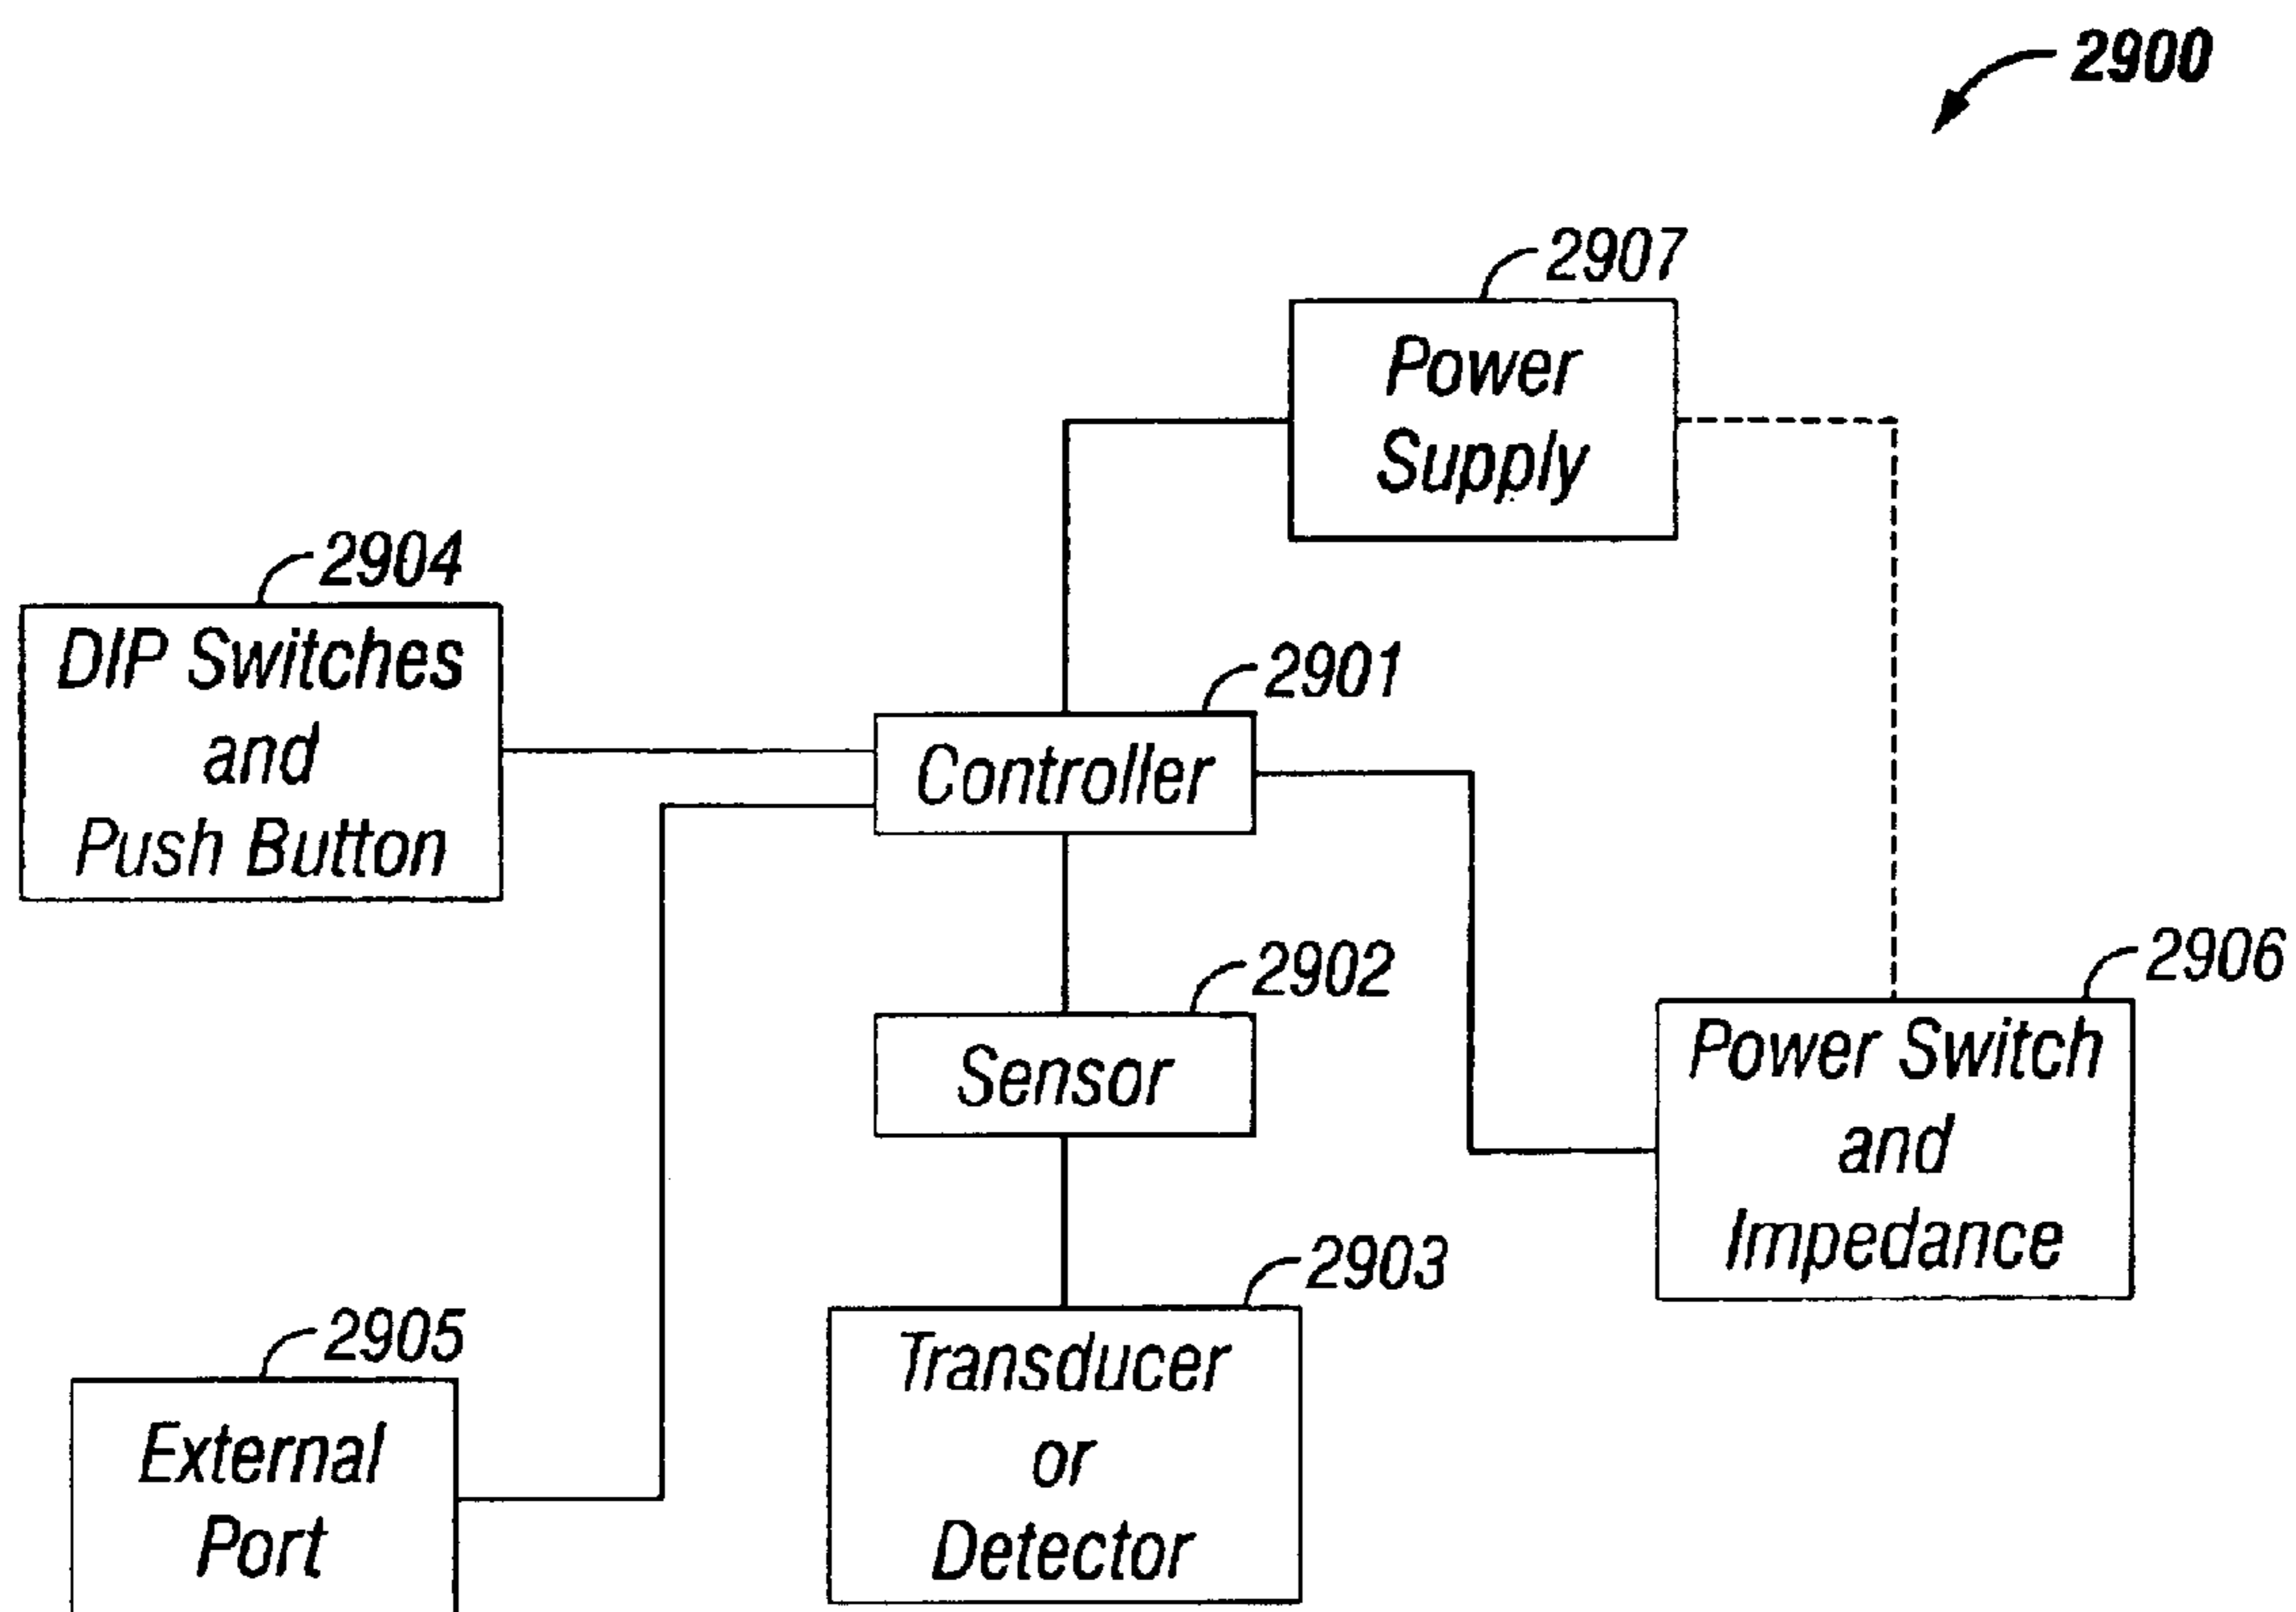 2900
2907
Power
Supply
2904
DIP Switches
and
Push Button
2901
Controller
2902
Sensor
2906
Power Switch
and
Impedance
2903
Transducer
or
Detector
2905
External
Port